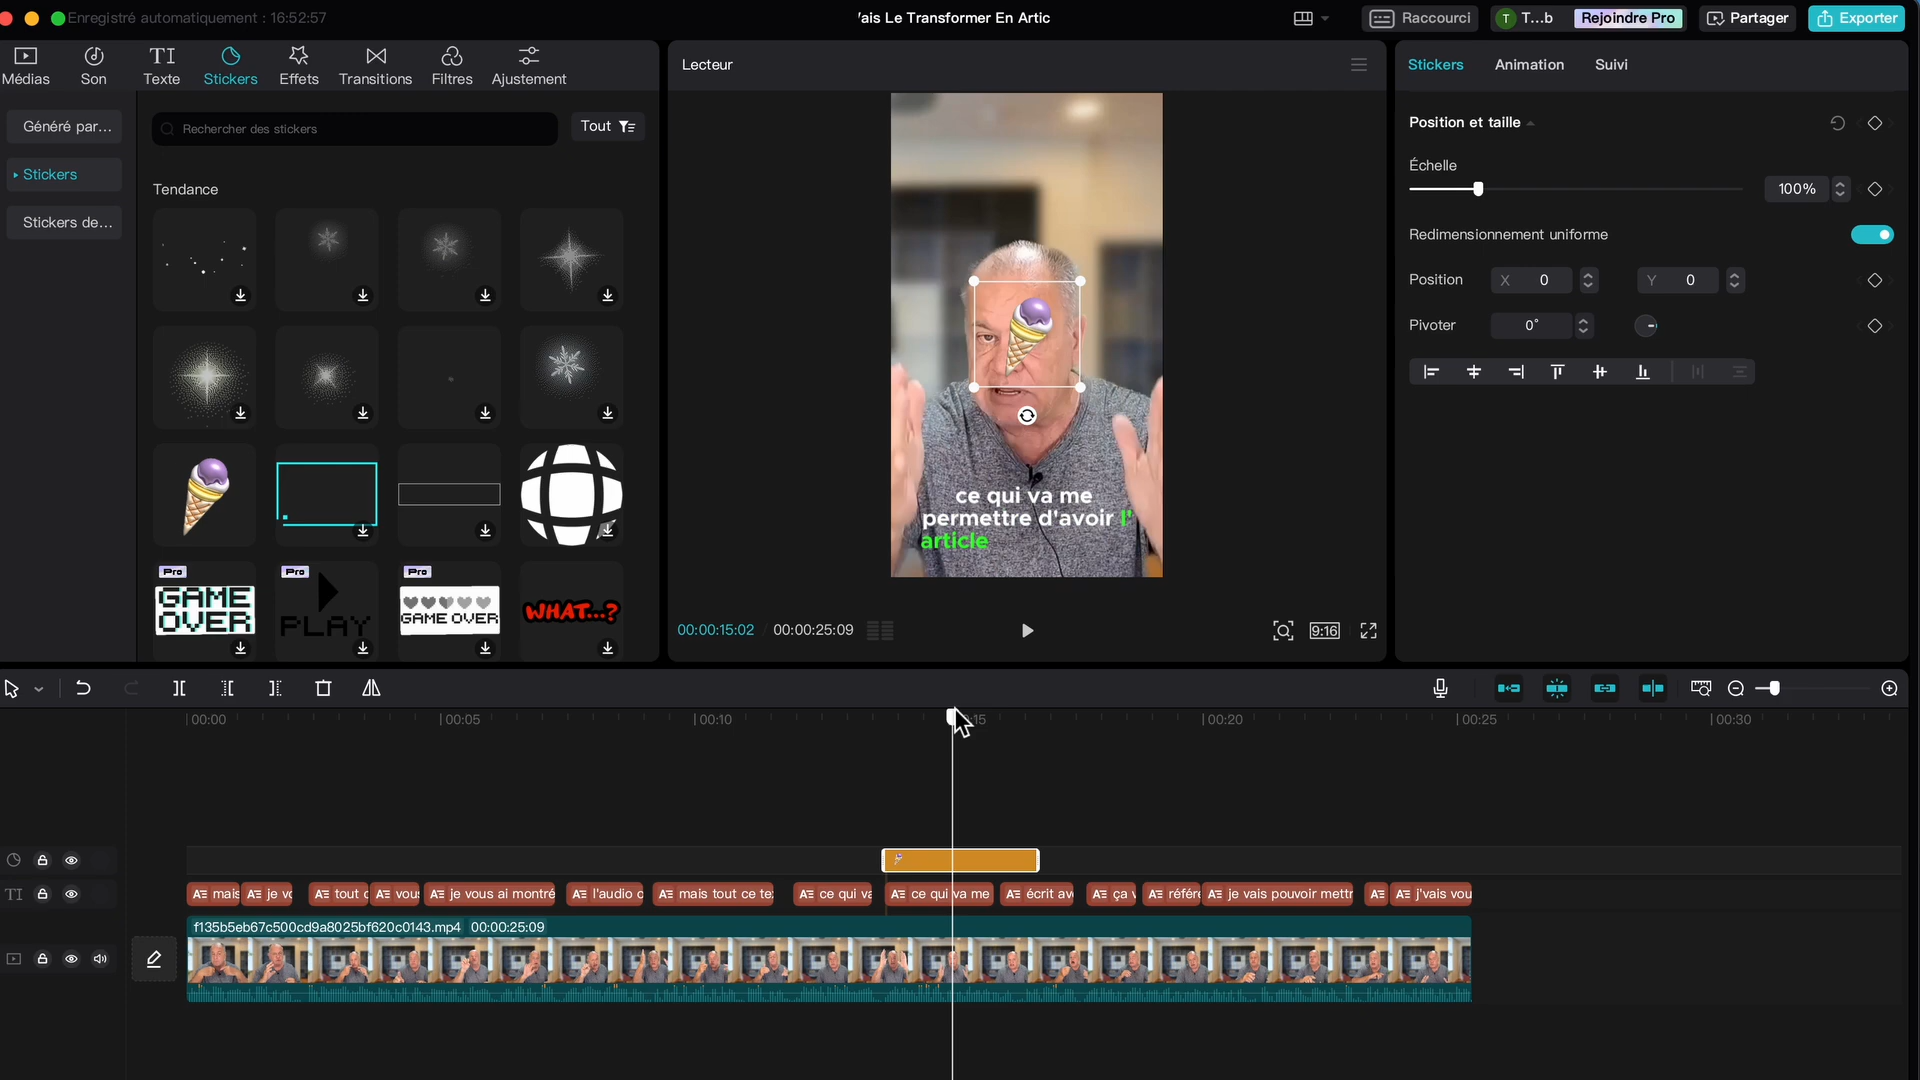 Enregistré automatiquement : 16:52:57
'ais Le Transformer En Artic
Raccourci
T
T...b
Rejoindre Pro
Partager
Exporter
Médias
Son
Texte
Stickers
Effets
Transitions
Filtres
Ajustement
Lecteur
Stickers
Animation
Suivi
Généré par...
Stickers
Stickers de...
Rechercher des stickers
Tout
Tendance
Pro
GAME
OVER
Pro
PLAY
Pro
GAME OVER
WHAT...?
ce qui va me
permettre d'avoir l'
article
00:00:15:02
00:00:25:09
9:16
Position et taille
Échelle
100%
Redimensionnement uniforme
Position
X 0
Y 0
Pivoter
0°
00:00
00:05
00:10
15
00:20
00:25
00:30
TI
A mais
A je vo
A tout c
A vous
A je vous ai montré
A l'audio c
A mais tout ce te
A ce qui va
A ce qui va me
A écrit av
A ça v
A référe
A je vais pouvoir mettr
A
A j'vais vou
f135b5eb67c500cd9a8025bf620c0143.mp4 00:00:25:09